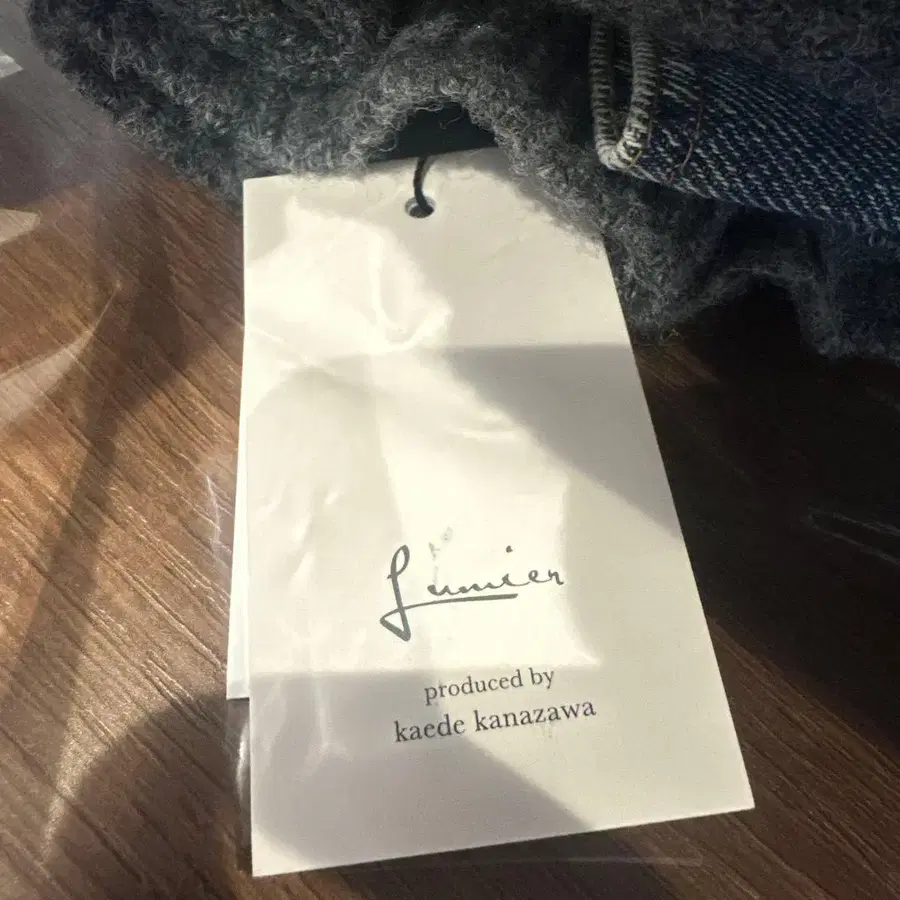 Lumier
produced by
kaede kanazawa